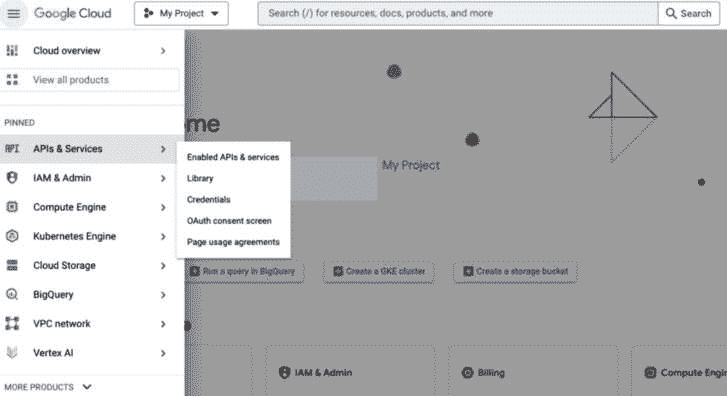 Google Cloud
My Project
Search (/) for resources, docs, products, and more
Search
Cloud overview
View all products
PINNED
APIs & Services
IAM & Admin
Compute Engine
Kubernetes Engine
Cloud Storage
BigQuery
VPC network
Vertex AI
MORE PRODUCTS
Enabled APIs & services
Library
Credentials
OAuth consent screen
Page usage agreements
ome
My Project
Run a query in BigQuery
Create a GKE cluster
Create a storage bucket
IAM & Admin
Billing
Compute Engin